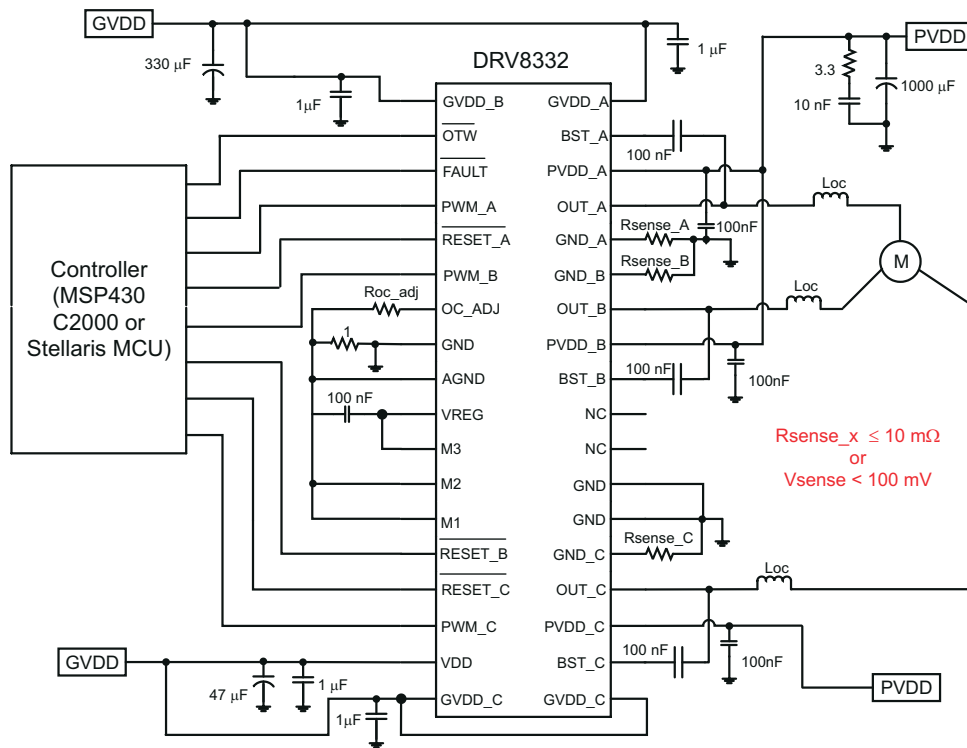 GVDD
330 μF
1μF
DRV8332
1 μF
PVDD
3.3
10 nF
1000 μF
GVDD_B
OTW
FAULT
PWM_A
RESET_A
PWM_B
OC_ADJ
GND
AGND
VREG
M3
M2
M1
RESET_B
RESET_C
PWM_C
VDD
GVDD_C
GVDD_A
BST_A
PVDD_A
OUT_A
GND_A
GND_B
OUT_B
PVDD_B
BST_B
NC
NC
GND
GND
GND_C
OUT_C
PVDD_C
BST_C
GVDD_C
Controller
(MSP430
C2000 or
Stellaris MCU)
Roc_adj
1
100 nF
100 nF
Loc
Rsense_A
100nF
Rsense_B
M
Loc
100 nF
100nF
Rsense_x ≤ 10 mΩ
or
Vsense < 100 mV
Rsense_C
Loc
100 nF
100nF
PVDD
GVDD
47 μF
1 μF
1μF